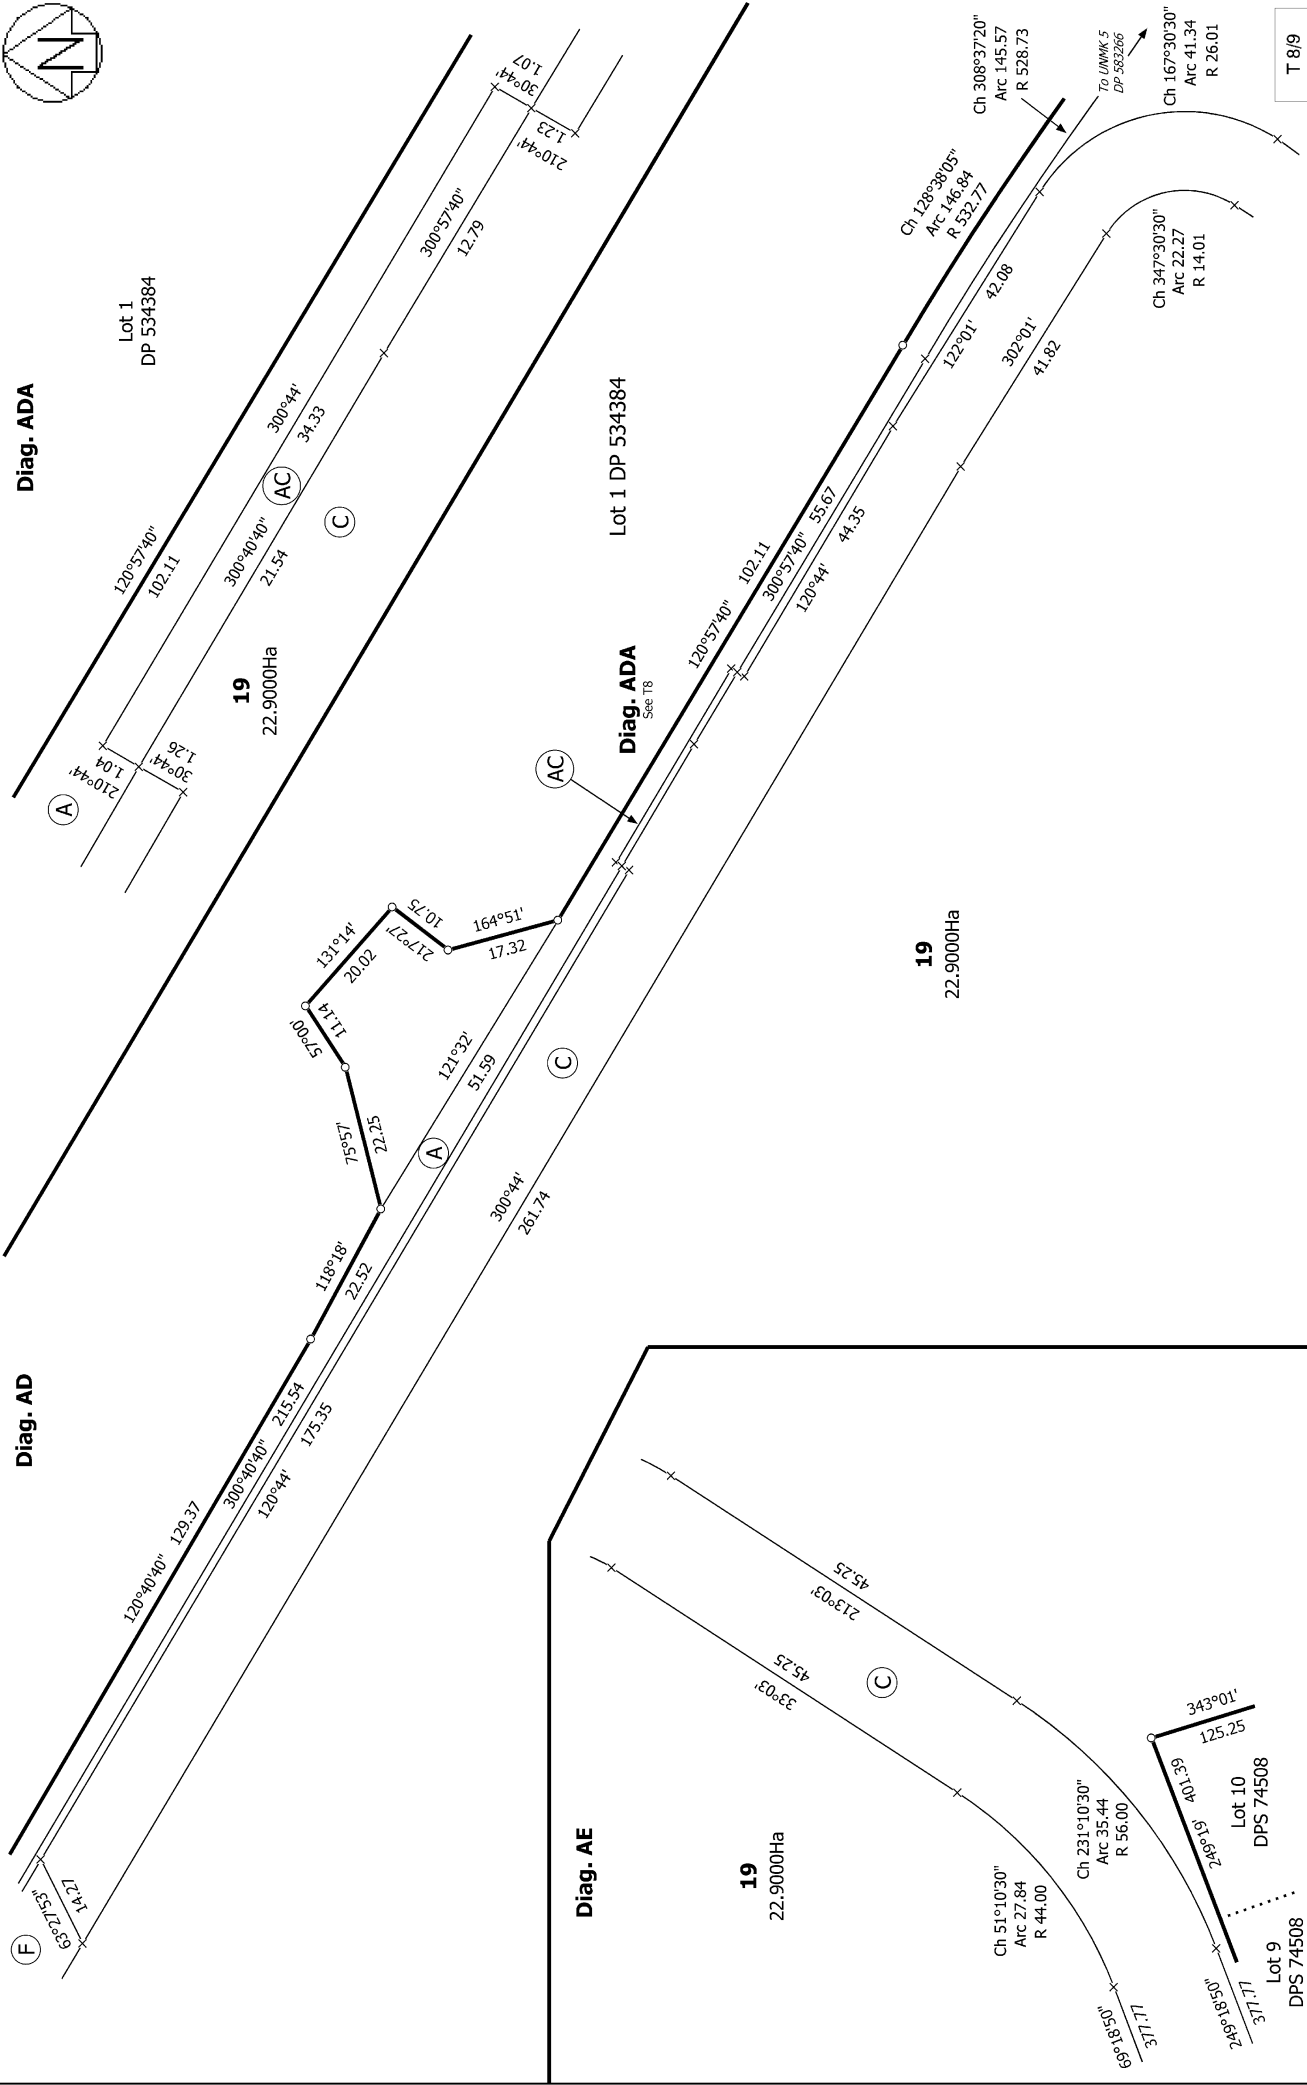 N
Diag. ADA
Lot 1
DP 534384
120°57'40"
102.11
300°44'
34.33
AC
300°40'40"
21.54
C
300°57'40"
12.79
30°44'
1.07
1.23
210°44'
A
210°44'
1.04
1.26
30°44'
19
22.9000Ha
Diag. AD
Lot 1 DP 534384
Diag. ADA
See T8
AC
Ch 308°37'20"
Arc 145.57
R 528.73
To UNMK 5
DP 583266
Ch 167°30'30"
Arc 41.34
R 26.01
Ch 128°38'05"
Arc 146.84
R 532.77
Ch 347°30'30"
Arc 22.27
R 14.01
42.08
122°01'
302°01'
41.82
120°57'40" 102.11
300°57'40" 55.67
120°44' 44.35
164°51'
17.32
10.75
217°27'
131°14'
20.02
57°00'
11.14
75°57'
22.25
121°32'
51.59
A
C
118°18'
22.52
300°44'
261.74
120°40'40" 129.37
300°40'40" 215.54
120°44' 175.35
F
63°27'53"
14.27
19
22.9000Ha
Diag. AE
19
22.9000Ha
45.25
213°03'
45.25
33°03'
C
Ch 51°10'30"
Arc 27.84
R 44.00
Ch 231°10'30"
Arc 35.44
R 56.00
69°18'50"
377.77
249°18'50"
377.77
249°19' 401.39
343°01'
125.25
Lot 10
DPS 74508
Lot 9
DPS 74508
T 8/9